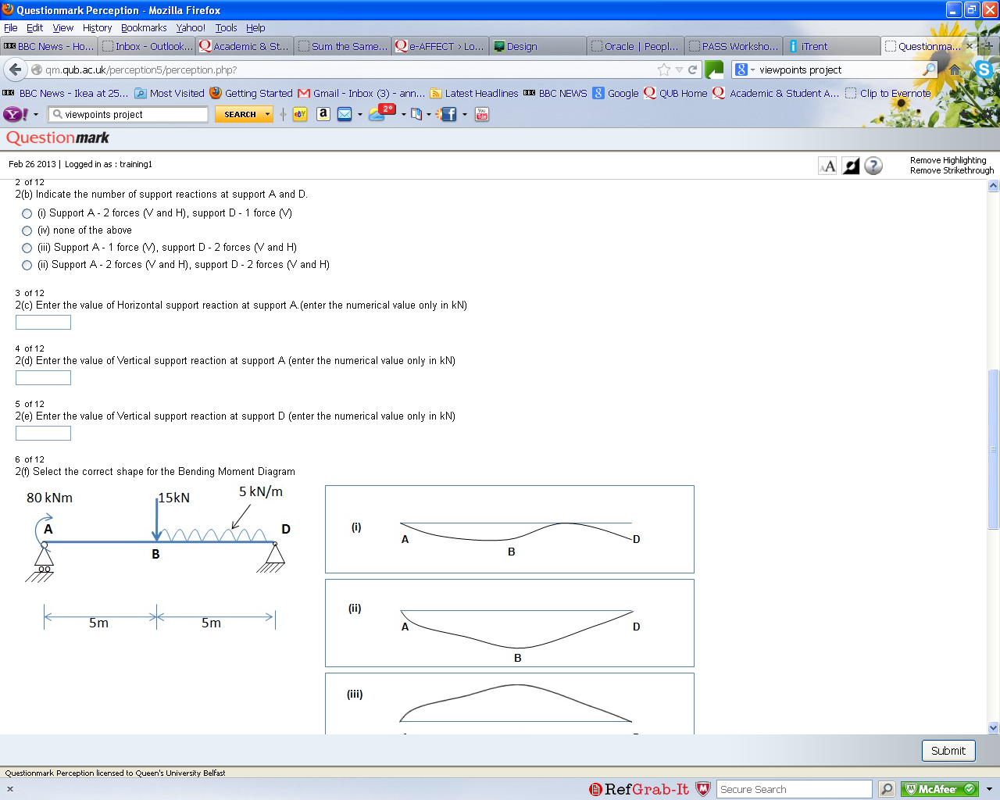 Questionmark Perception - Mozilla Firefox
File Edit View History Bookmarks Yahoo! Tools Help
BBC BBC News - Ho... Inbox - Outlook... Q Academic & St... Sum the Same... Q e-AFFECT › Lo... Design Oracle | Peopl... PASS Worksho... i iTrent Questionma... × +
qm.qub.ac.uk/perception5/perception.php? 8 viewpoints project
BBC BBC News - Ikea at 25... Most Visited Getting Started Gmail - Inbox (3) - ann... Latest Headlines BBC BBC NEWS 8 Google Q QUB Home Q Academic & Student A... Clip to Evernote »
Y! viewpoints project SEARCH eBY a 2° f You Tube
Questionmark
Feb 26 2013 | Logged in as : training1
AA ?
Remove Highlighting
Remove Strikethrough
2 of 12
2(b) Indicate the number of support reactions at support A and D.
(i) Support A - 2 forces (V and H), support D - 1 force (V)
(iv) none of the above
(iii) Support A - 1 force (V), support D - 2 forces (V and H)
(ii) Support A - 2 forces (V and H), support D - 2 forces (V and H)
3 of 12
2(c) Enter the value of Horizontal support reaction at support A.(enter the numerical value only in kN)
4 of 12
2(d) Enter the value of Vertical support reaction at support A (enter the numerical value only in kN)
5 of 12
2(e) Enter the value of Vertical support reaction at support D (enter the numerical value only in kN)
6 of 12
2(f) Select the correct shape for the Bending Moment Diagram
80 kNm 15kN 5 kN/m
A D
B
5m 5m
(i)
A D
B
(ii)
A D
B
(iii)
Submit
Questionmark Perception licensed to Queen's University Belfast
× RefGrab-It Secure Search McAfee